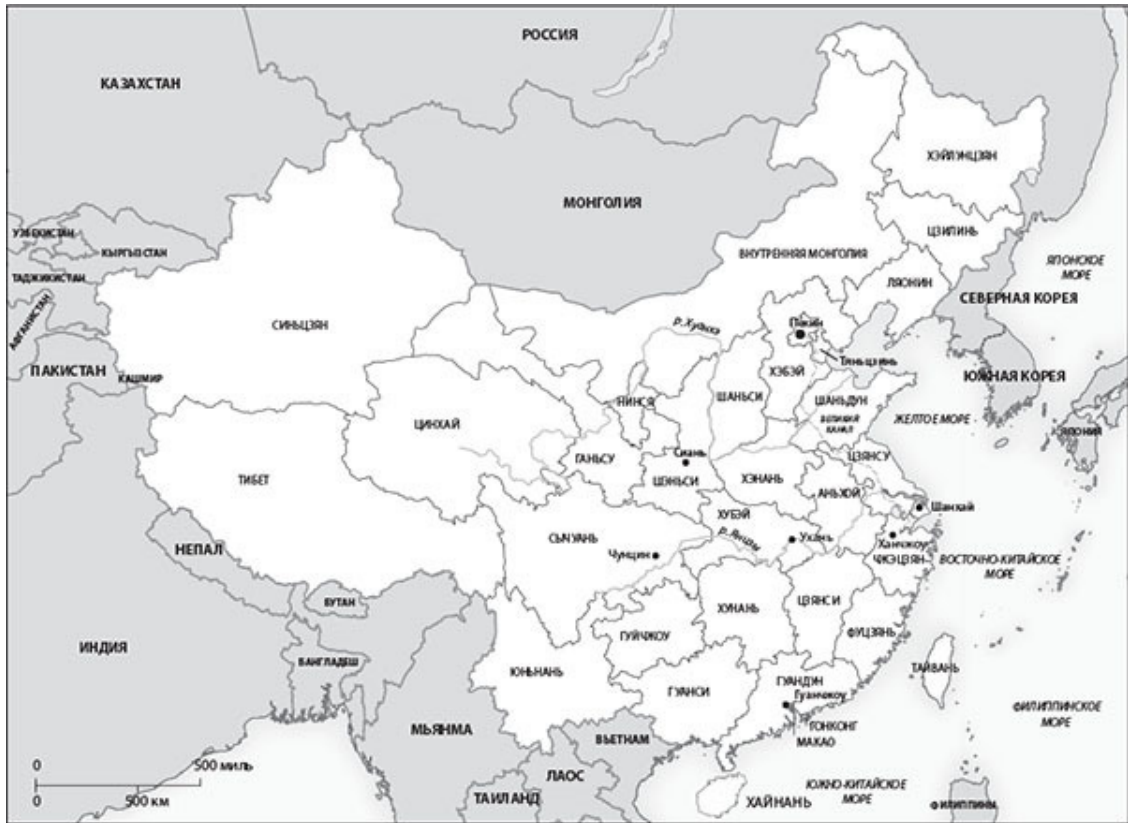 РОССИЯ
КАЗАХСТАН
ХЭЙЛУНЦЗЯН
МОНГОЛИЯ
ЦЗИЛИНЬ
УЗБЕКИСТАН
КЫРГЫЗСТАН
ВНУТРЕННЯЯ МОНГОЛИЯ
ЯПОНСКОЕ
МОРЕ
ТАДЖИКИСТАН
ЛЯОНИН
СЕВЕРНАЯ КОРЕЯ
АФГАНИСТАН
СИНЬЦЗЯН
р. Хуанхэ
Пекин
Тяньцзинь
ПАКИСТАН
КАШМИР
ХЭБЭЙ
ЮЖНАЯ КОРЕЯ
НИНСЯ
ШАНЬСИ
ШАНЬДУН
ВЕЛИКИЙ
КАНАЛ
ЖЕЛТОЕ МОРЕ
ЯПОНИЯ
ЦИНХАЙ
ГАНЬСУ
Сиань
ЦЗЯНСУ
ТИБЕТ
ШЭНЬСИ
ХЭНАНЬ
АНЬХОЙ
Шанхай
ХУБЭЙ
НЕПАЛ
СЫЧУАНЬ
р. Янцзы
Ухань
Ханчжоу
Чунцин
ЧЖЭЦЗЯН
ВОСТОЧНО-КИТАЙСКОЕ
МОРЕ
БУТАН
ХУНАНЬ
ЦЗЯНСИ
ИНДИЯ
ГУЙЧЖОУ
ФУЦЗЯНЬ
БАНГЛАДЕШ
ЮНЬНАНЬ
ТАЙВАНЬ
ГУАНСИ
ГУАНДУН
Гуанчжоу
ФИЛИППИНСКОЕ
МОРЕ
МЬЯНМА
ВЬЕТНАМ
ГОНКОНГ
МАКАО
0 500 миль
ЛАОС
0 500 км
ТАИЛАНД
ХАЙНАНЬ
ЮЖНО-КИТАЙСКОЕ
МОРЕ
ФИЛИППИНЫ